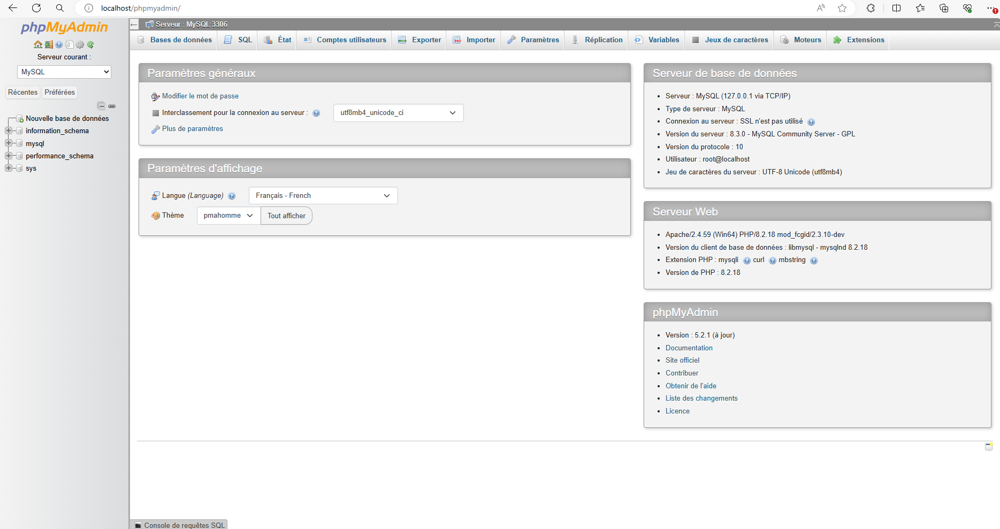 localhost/phpmyadmin/
phpMyAdmin
Serveur courant :
MySQL
Récentes Préférées
Nouvelle base de données
information_schema
mysql
performance_schema
sys
Serveur : MySQL:3306
Bases de données SQL État Comptes utilisateurs Exporter Importer Paramètres Réplication Variables Jeux de caractères Moteurs Extensions
Paramètres généraux
Modifier le mot de passe
Interclassement pour la connexion au serveur : utf8mb4_unicode_ci
Plus de paramètres
Paramètres d'affichage
Langue (Language) Français - French
Thème pmahomme Tout afficher
Serveur de base de données
Serveur : MySQL (127.0.0.1 via TCP/IP)
Type de serveur : MySQL
Connexion au serveur : SSL n'est pas utilisé
Version du serveur : 8.3.0 - MySQL Community Server - GPL
Version du protocole : 10
Utilisateur : root@localhost
Jeu de caractères du serveur : UTF-8 Unicode (utf8mb4)
Serveur Web
Apache/2.4.59 (Win64) PHP/8.2.18 mod_fcgid/2.3.10-dev
Version du client de base de données : libmysql - mysqlnd 8.2.18
Extension PHP : mysqli curl mbstring
Version de PHP : 8.2.18
phpMyAdmin
Version : 5.2.1 (à jour)
Documentation
Site officiel
Contribuer
Obtenir de l'aide
Liste des changements
Licence
Console de requêtes SQL